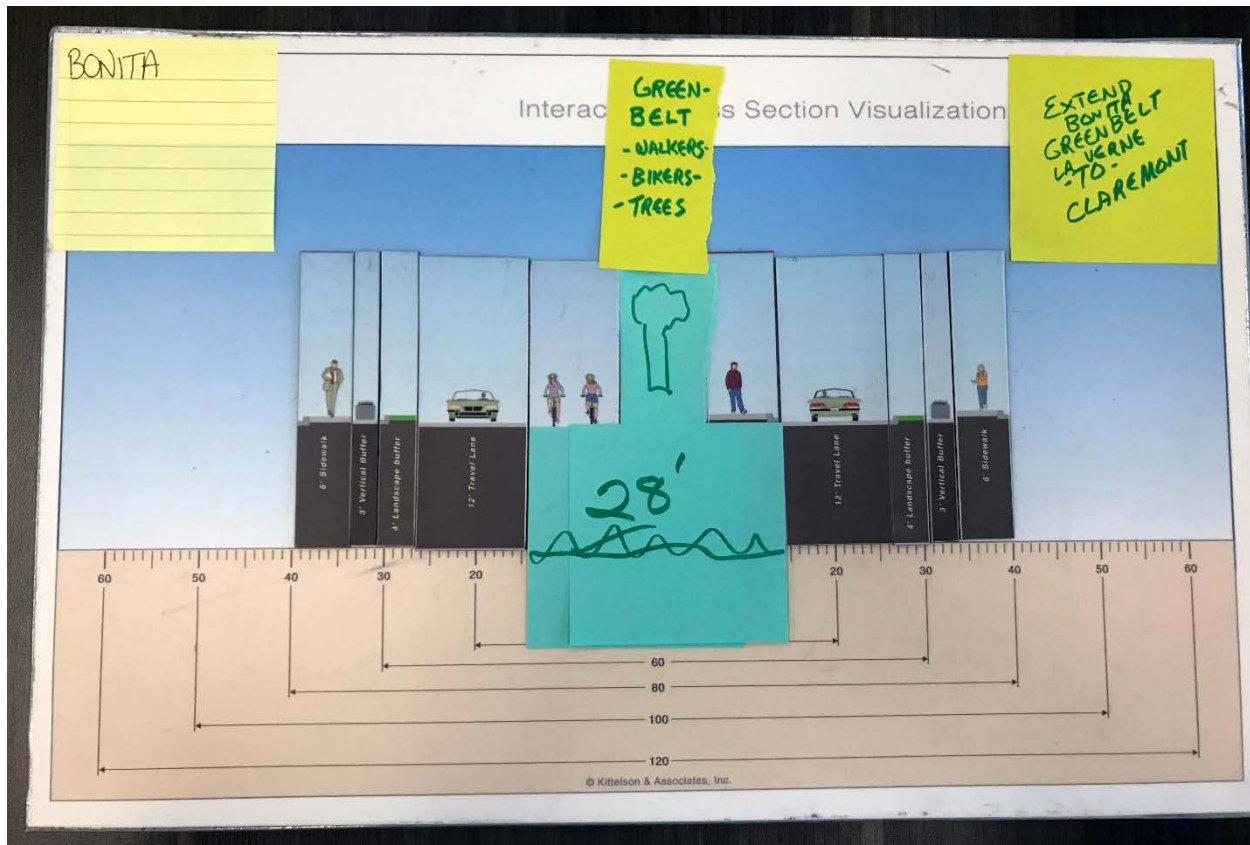 BONITA
Interac
s Section Visualization
GREEN-
BELT
-WALKERS-
-BIKERS-
-TREES
EXTEND
BONITA
GREENBELT
LA VERNE
-TO-
CLAREMONT
6' Sidewalk
3' Vertical Buffer
4' Landscape buffer
12' Travel Lane
28'
12' Travel Lane
4' Landscape buffer
3' Vertical Buffer
6' Sidewalk
60 50 40 30 20 20 30 40 50 60
60
80
100
120
© Kittelson & Associates, Inc.